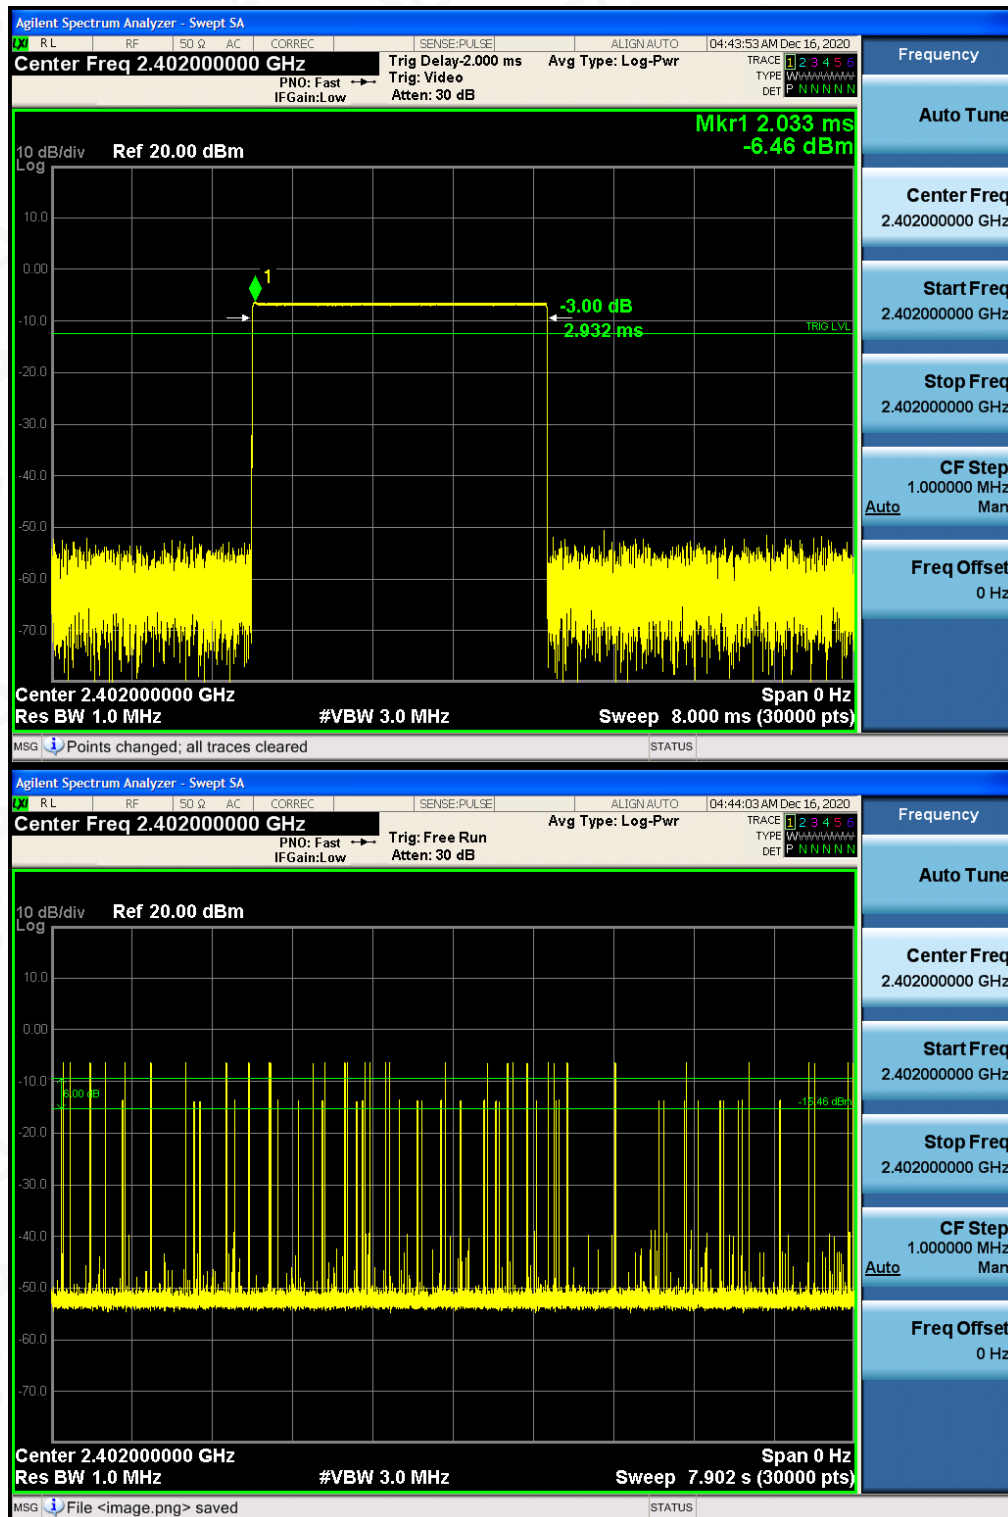 Agilent Spectrum Analyzer - Swept SA
LXI RL RF 50 Ω AC CORREC SENSE:PULSE ALIGN AUTO 04:43:53 AM Dec 16, 2020
Center Freq 2.402000000 GHz
PNO: Fast
IFGain:Low
Trig Delay-2.000 ms
Trig: Video
Atten: 30 dB
Avg Type: Log-Pwr
TRACE 1 2 3 4 5 6
TYPE W
DET P N N N N N
Mkr1 2.033 ms
-6.46 dBm
10 dB/div Ref 20.00 dBm
Log
10.0
0.00
1
-3.00 dB
-10.0
2.932 ms
TRIG LVL
-20.0
-30.0
-40.0
-50.0
-60.0
-70.0
Center 2.402000000 GHz Span 0 Hz
Res BW 1.0 MHz #VBW 3.0 MHz Sweep 8.000 ms (30000 pts)
MSG Points changed; all traces cleared STATUS
Frequency
Auto Tune
Center Freq
2.402000000 GHz
Start Freq
2.402000000 GHz
Stop Freq
2.402000000 GHz
CF Step
1.000000 MHz
Auto Man
Freq Offset
0 Hz
Agilent Spectrum Analyzer - Swept SA
LXI RL RF 50 Ω AC CORREC SENSE:PULSE ALIGN AUTO 04:44:03 AM Dec 16, 2020
Center Freq 2.402000000 GHz
PNO: Fast
IFGain:Low
Trig: Free Run
Atten: 30 dB
Avg Type: Log-Pwr
TRACE 1 2 3 4 5 6
TYPE W
DET P N N N N N
10 dB/div Ref 20.00 dBm
Log
10.0
0.00
-10.0
6.00 dB
-15.46 dBm
-20.0
-30.0
-40.0
-50.0
-60.0
-70.0
Center 2.402000000 GHz Span 0 Hz
Res BW 1.0 MHz #VBW 3.0 MHz Sweep 7.902 s (30000 pts)
MSG File <image.png> saved STATUS
Frequency
Auto Tune
Center Freq
2.402000000 GHz
Start Freq
2.402000000 GHz
Stop Freq
2.402000000 GHz
CF Step
1.000000 MHz
Auto Man
Freq Offset
0 Hz